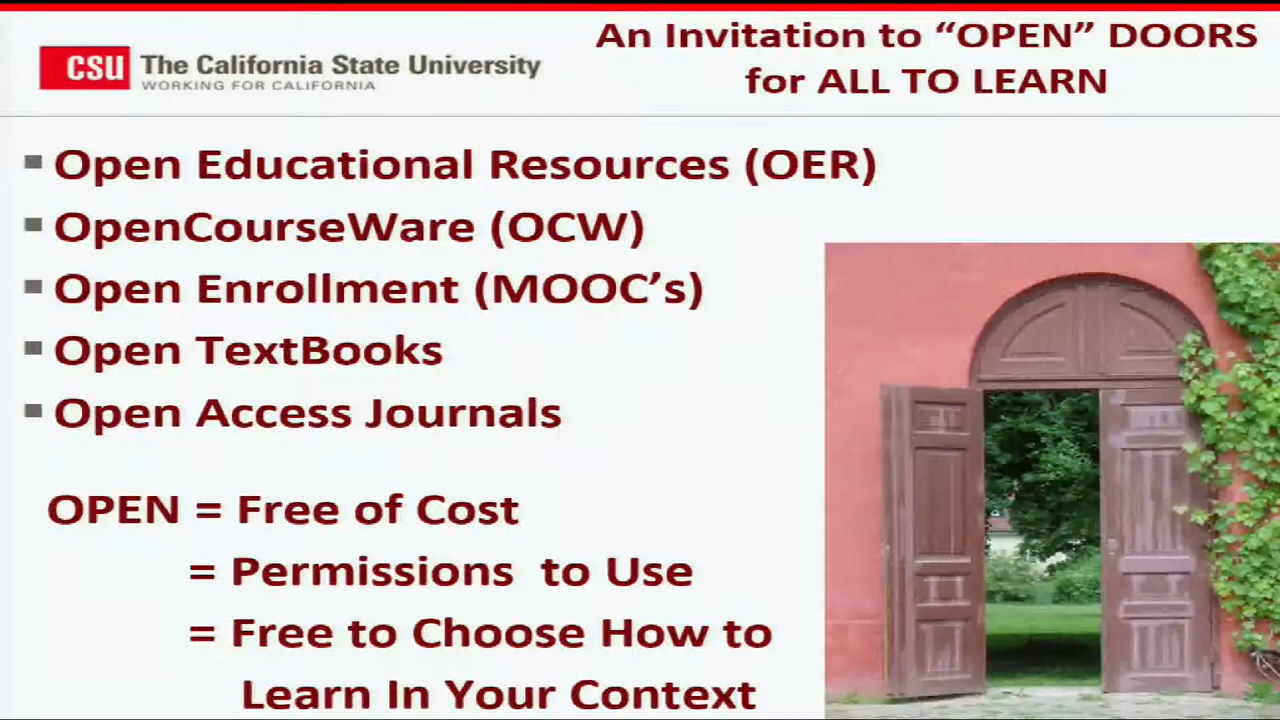 CSU The California State University
WORKING FOR CALIFORNIA
An Invitation to “OPEN” DOORS
for ALL TO LEARN
Open Educational Resources (OER)
OpenCourseWare (OCW)
Open Enrollment (MOOC’s)
Open TextBooks
Open Access Journals
OPEN = Free of Cost
= Permissions to Use
= Free to Choose How to
Learn In Your Context